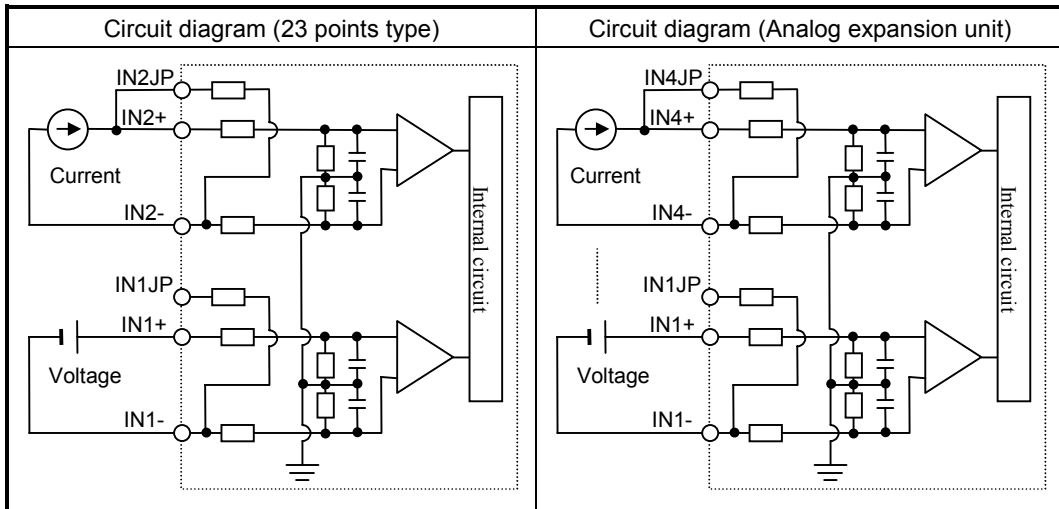 Circuit diagram (23 points type)
IN2JP
IN2+
Current
IN2-
IN1JP
IN1+
Voltage
IN1-
Internal circuit
Circuit diagram (Analog expansion unit)
IN4JP
IN4+
Current
IN4-
IN1JP
IN1+
Voltage
IN1-
Internal circuit